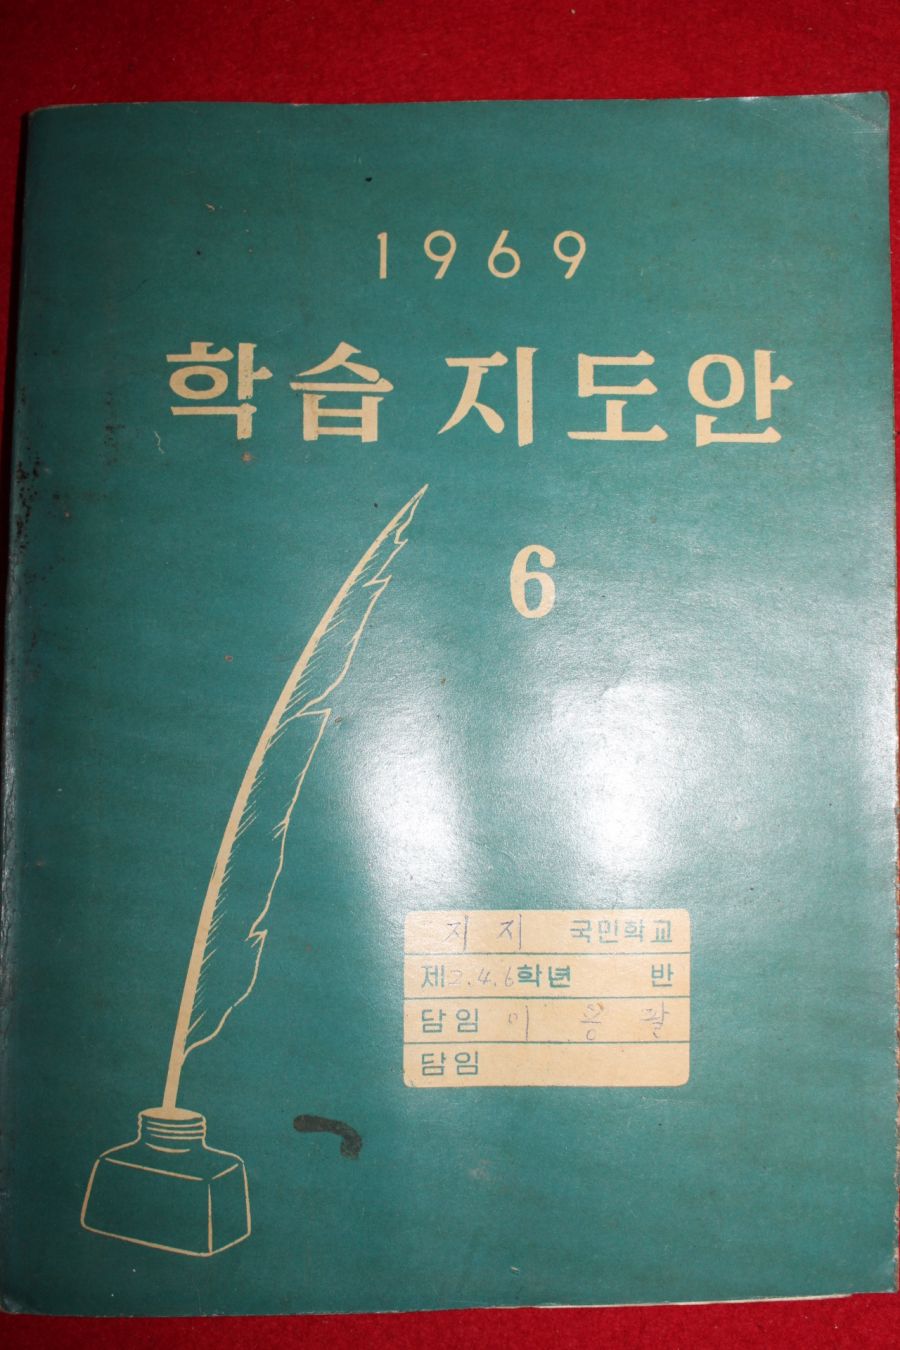 1969
학습 지도안
6
지지 국민학교
제2.4.6학년 반
담임 이 용 팔
담임